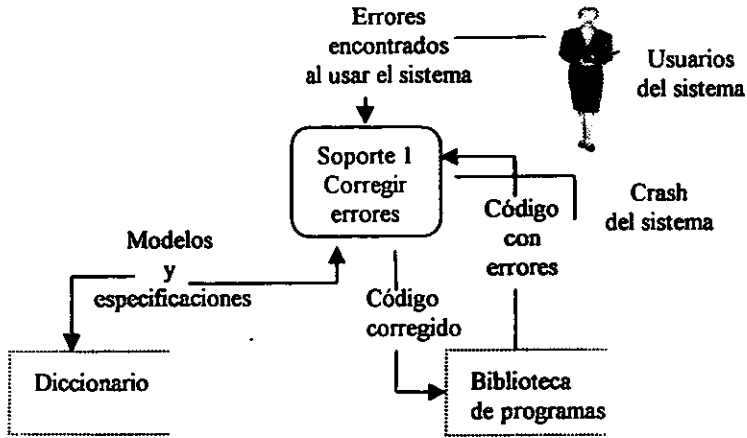 Errores
encontrados
al usar el sistema
Usuarios
del sistema
Soporte 1
Corregir
errores
Crash
del sistema
Código
con
errores
Modelos
y
especificaciones
Código
corregido
Diccionario
Biblioteca
de programas